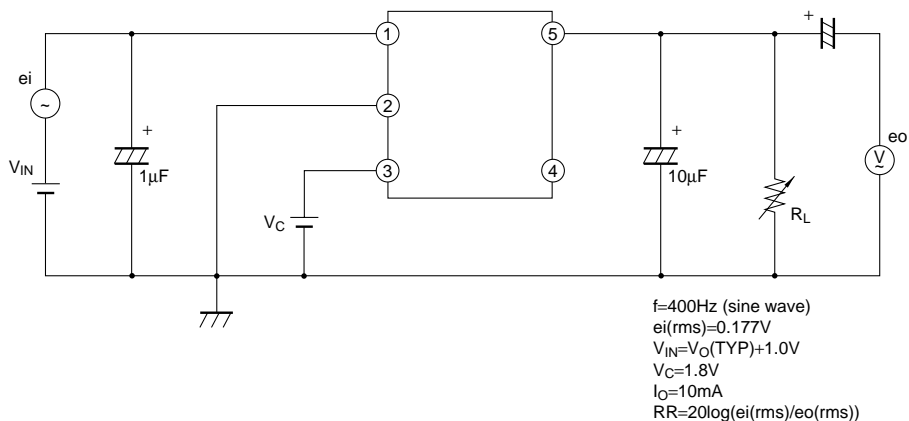 1
5
+
ei
~
2
+
+
eo
V
~
VIN
1μF
3
4
10μF
VC
RL
f=400Hz (sine wave)
ei(rms)=0.177V
VIN=VO(TYP)+1.0V
VC=1.8V
IO=10mA
RR=20log(ei(rms)/eo(rms))